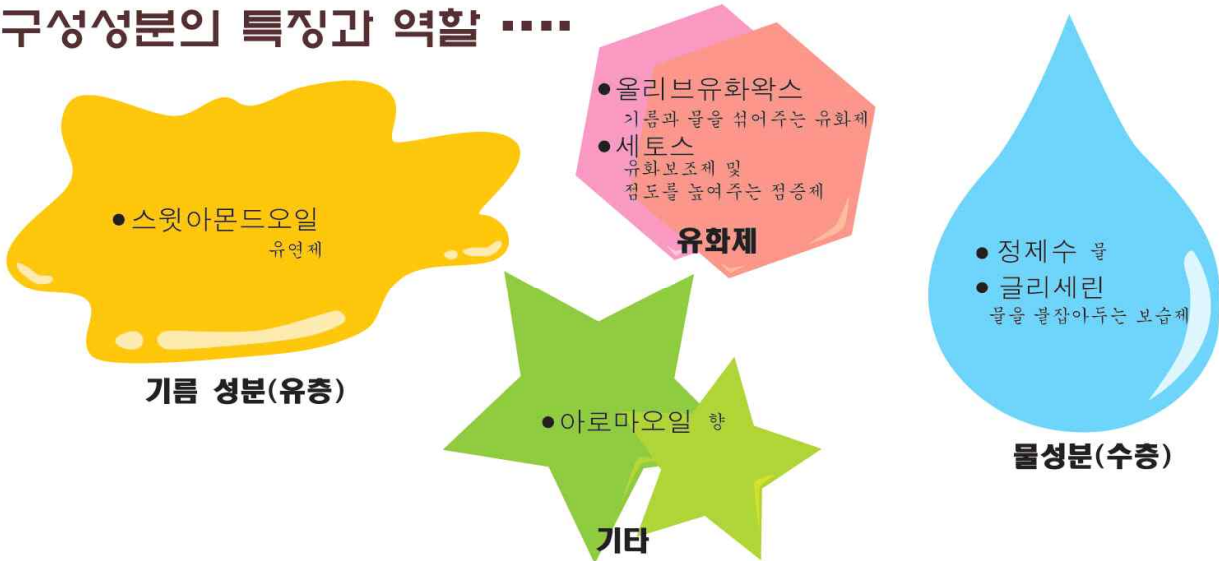 구성성분의 특징과 역할 ····
● 스윗아몬드오일
유연제
기름 성분(유층)
● 올리브유화왁스
기름과 물을 섞어주는 유화제
● 세토스
유화보조제 및
점도를 높여주는 점증제
유화제
● 아로마오일 향
기타
● 정제수 물
● 글리세린
물을 붙잡아두는 보습제
물성분(수층)